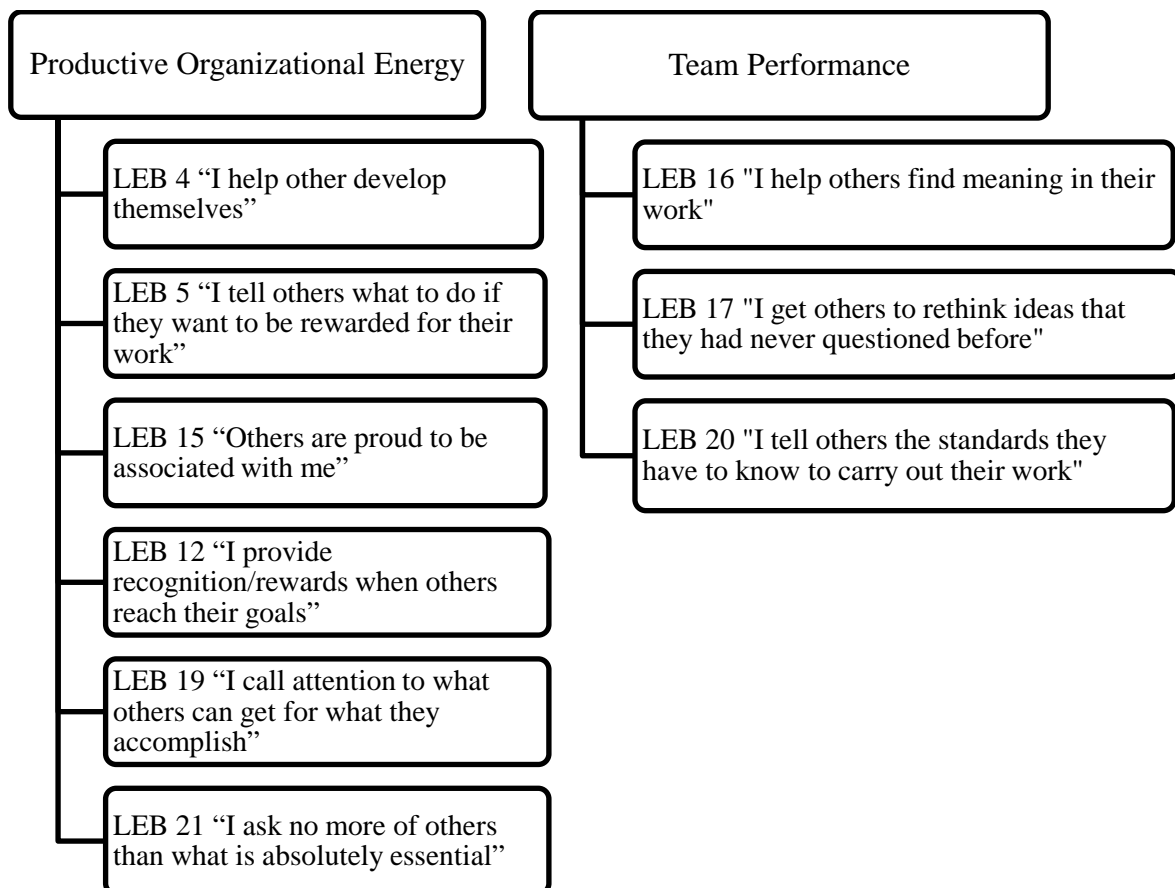 Productive Organizational Energy
LEB 4 “I help other develop
themselves”
LEB 5 “I tell others what to do if
they want to be rewarded for their
work”
LEB 15 “Others are proud to be
associated with me”
LEB 12 “I provide
recognition/rewards when others
reach their goals”
LEB 19 “I call attention to what
others can get for what they
accomplish”
LEB 21 “I ask no more of others
than what is absolutely essential”
Team Performance
LEB 16 "I help others find meaning in their
work"
LEB 17 "I get others to rethink ideas that
they had never questioned before"
LEB 20 "I tell others the standards they
have to know to carry out their work"